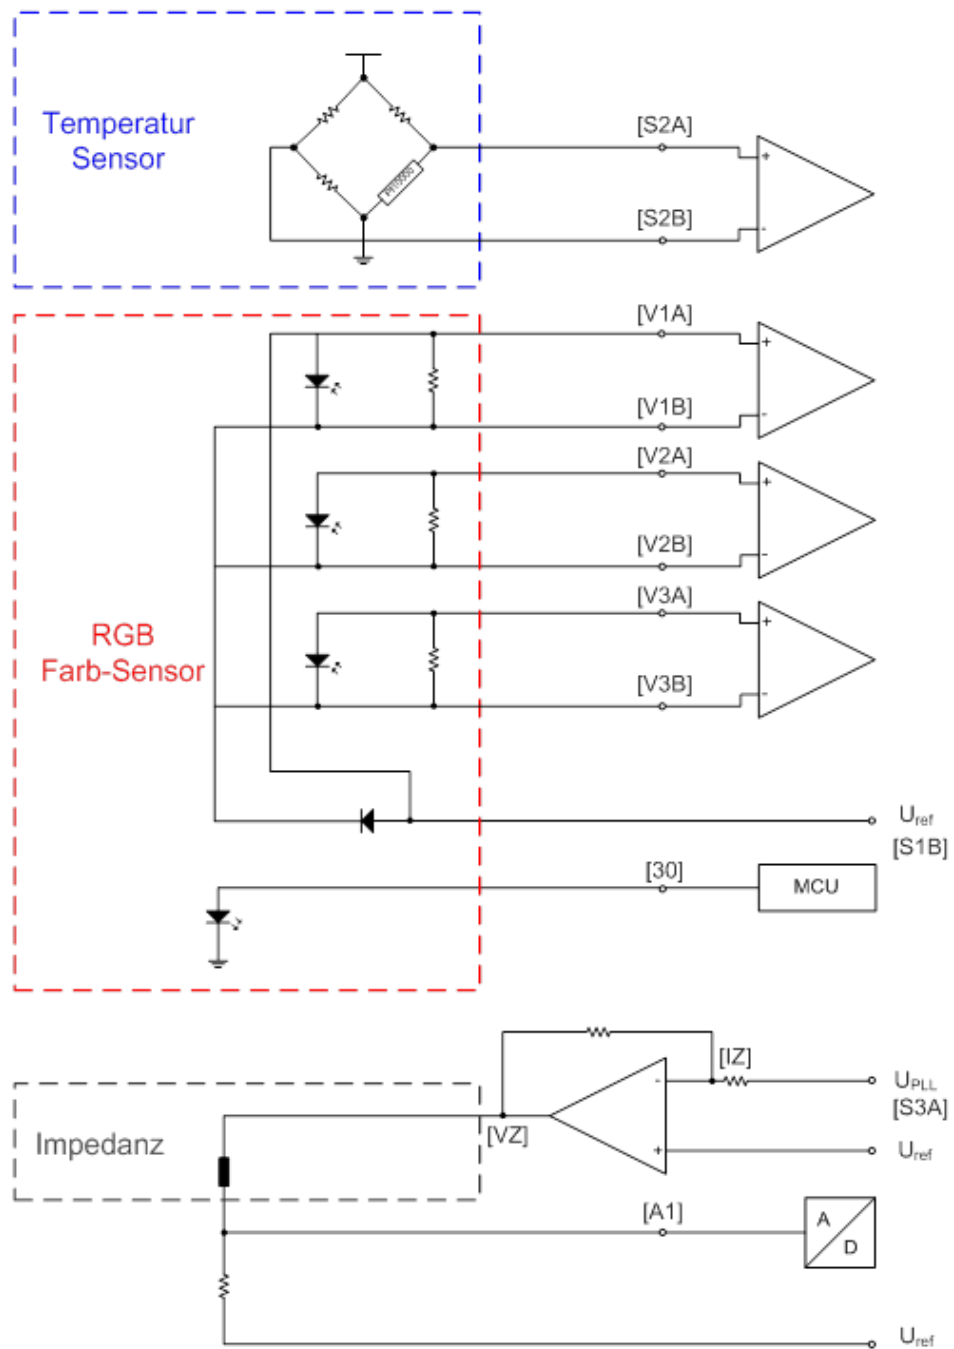 Temperatur
Sensor
[S2A]
+
Pt10000
[S2B]
-
[V1A]
+
[V1B]
-
[V2A]
+
[V2B]
-
RGB
Farb-Sensor
[V3A]
+
[V3B]
-
Uref
[S1B]
[30]
MCU
[IZ]
-
UPLL
[S3A]
Impedanz
[VZ]
+
Uref
[A1]
A
D
Uref